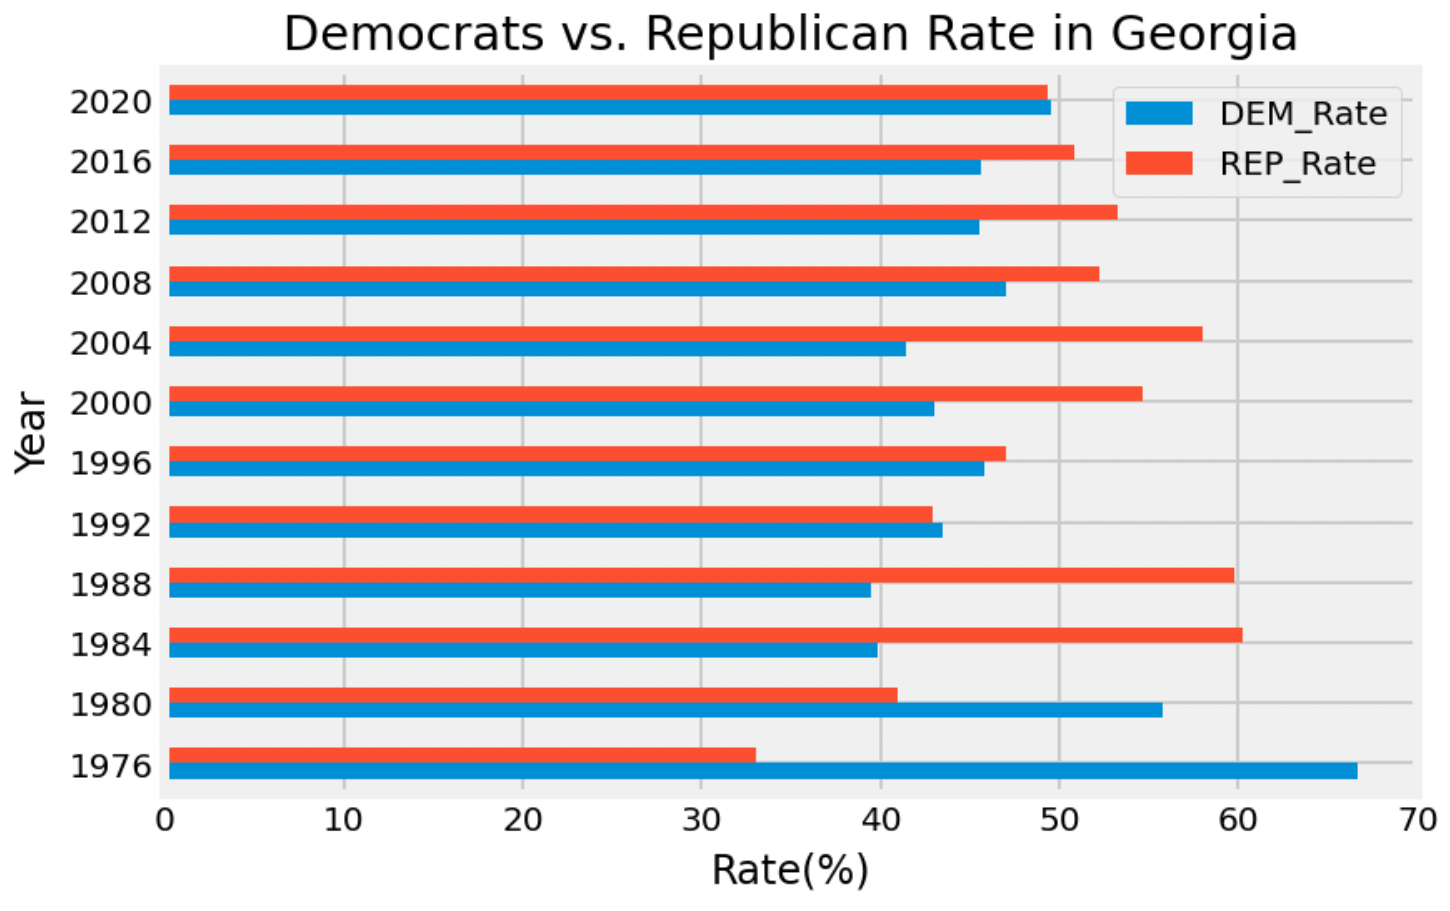 Democrats vs. Republican Rate in Georgia
DEM_Rate
REP_Rate
2020
2016
2012
2008
2004
2000
1996
1992
1988
1984
1980
1976
Year
0 10 20 30 40 50 60 70
Rate(%)